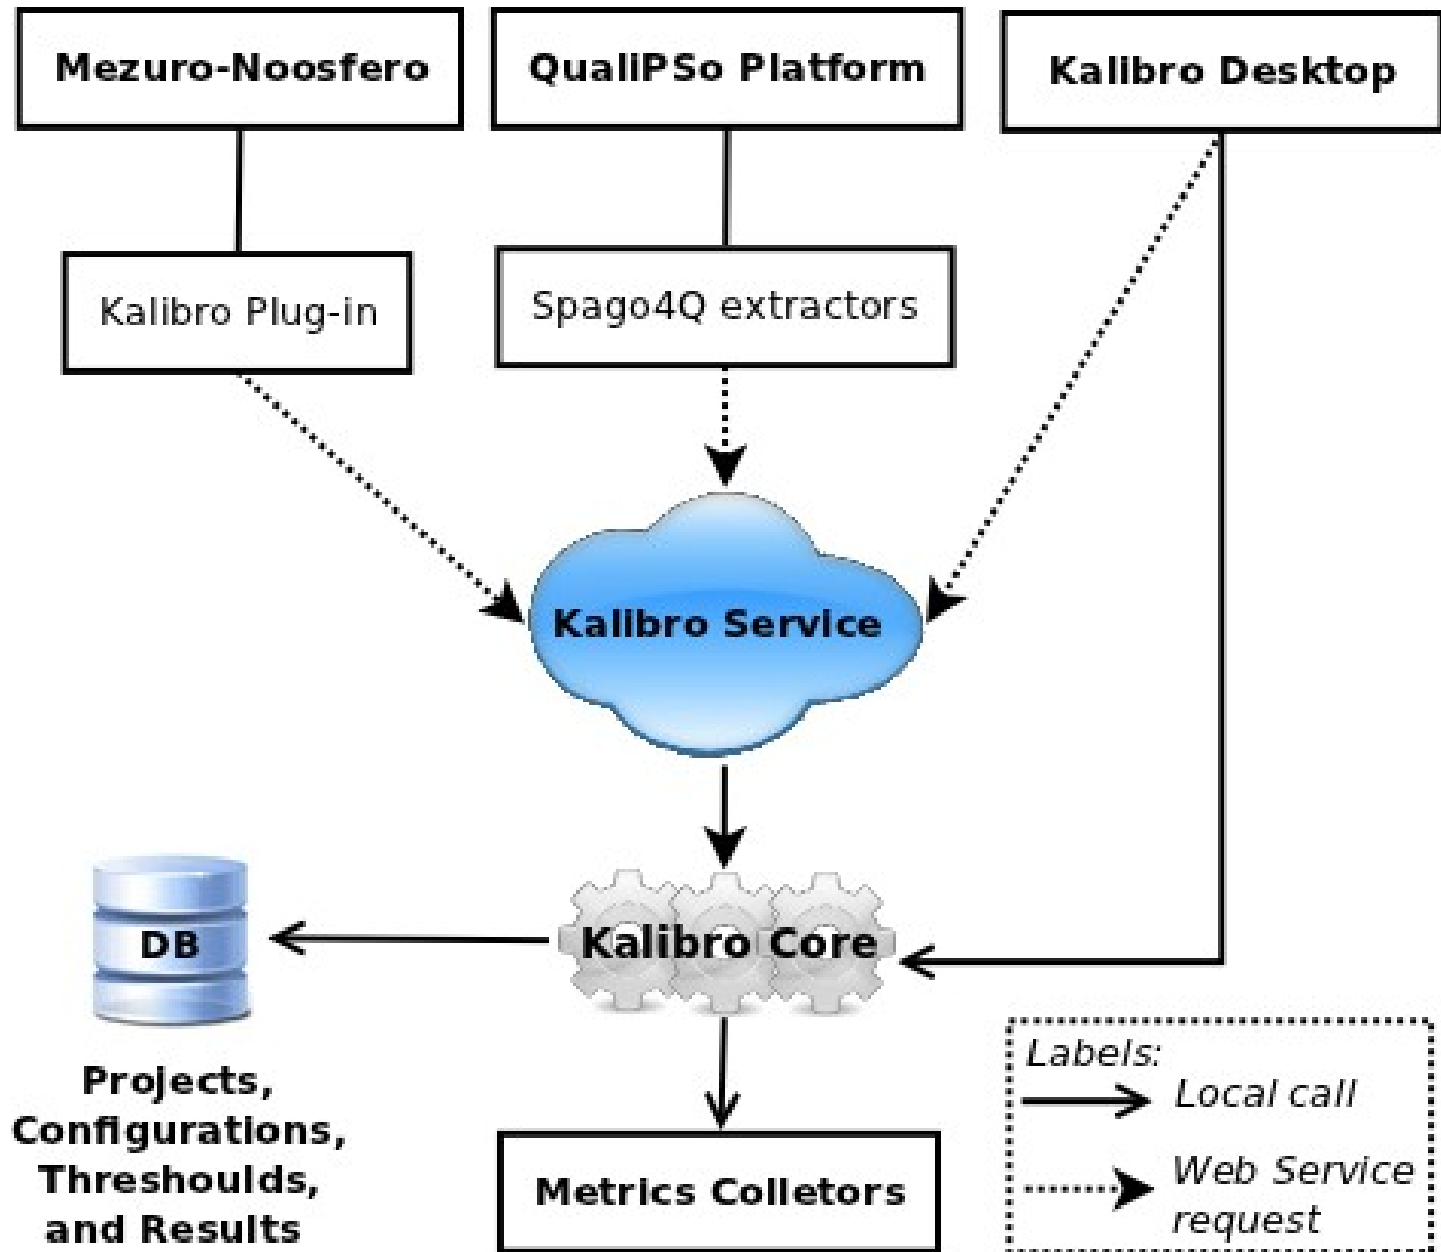 Mezuro-Noosfero
QualiPSo Platform
Kalibro Desktop
Kalibro Plug-in
Spago4Q extractors
Kalibro Service
DB
Kalibro Core
Projects,
Configurations,
Threshoulds,
and Results
Metrics Colletors
Labels:
Local call
Web Service
request